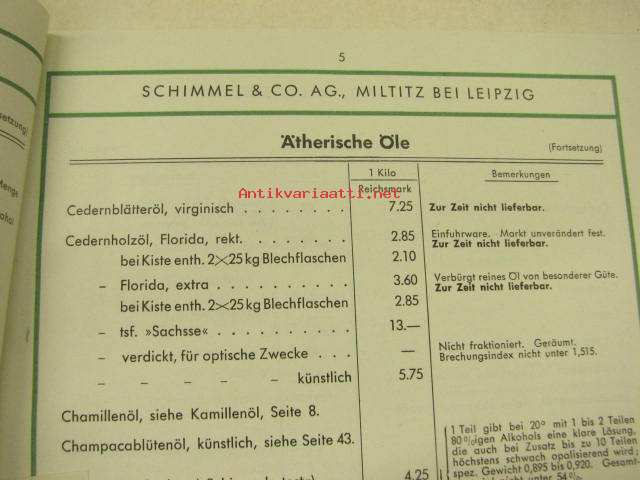 5
SCHIMMEL & CO. AG., MILTITZ BEI LEIPZIG
Ätherische Öle
(Fortsetzung)
1 Kilo
Reichsmark
Bemerkungen
Antikvariaatti.net
Cedernblätteröl, virginisch . . . . . . . . 7.25 Zur Zeit nicht lieferbar.
Cedernholzöl, Florida, rekt. . . . . . . . 2.85 Einfuhrware. Markt unverändert fest.
Zur Zeit nicht lieferbar.
bei Kiste enth. 2×25 kg Blechflaschen 2.10
– Florida, extra . . . . . . . . . 3.60 Verbürgt reines Öl von besonderer Güte.
Zur Zeit nicht lieferbar.
bei Kiste enth. 2×25 kg Blechflaschen 2.85
– tsf. »Sachsse« . . . . . . . . . 13.—
– verdickt, für optische Zwecke . . . — Nicht fraktioniert. Geräumt.
Brechungsindex nicht unter 1,515.
– – – – – künstlich 5.75
Chamillenöl, siehe Kamillenöl, Seite 8.
Champacablütenöl, künstlich, siehe Seite 43.
1 Teil gibt bei 20° mit 1 bis 2 Teilen
80%igen Alkohols eine klare Lösung,
die auch bei Zusatz bis zu 10 Teilen
höchstens schwach opalisierend wird;
spez. Gewicht 0,895 bis 0,920. Gesamt-
4.25
nicht unter 54%
setzung)